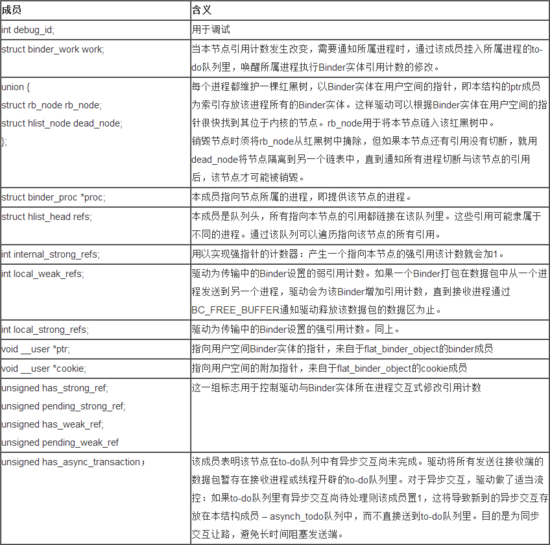 成员 含义
int debug_id; 用于调试
struct binder_work work; 当本节点引用计数发生改变，需要通知所属进程时，通过该成员挂入所属进程的to-
do队列里，唤醒所属进程执行Binder实体引用计数的修改。
union { 每个进程都维护一棵红黑树，以Binder实体在用户空间的指针，即本结构的ptr成员
struct rb_node rb_node; 为索引存放该进程所有的Binder实体。这样驱动可以根据Binder实体在用户空间的指
struct hlist_node dead_node; 针很快找到其位于内核的节点。rb_node用于将本节点链入该红黑树中。
}; 销毁节点时须将rb_node从红黑树中摘除，但如果本节点还有引用没有切断，就用
dead_node将节点隔离到另一个链表中，直到通知所有进程切断与该节点的引用
后，该节点才可能被销毁。
struct binder_proc *proc; 本成员指向节点所属的进程，即提供该节点的进程。
struct hlist_head refs; 本成员是队列头，所有指向本节点的引用都链接在该队列里。这些引用可能隶属于
不同的进程。通过该队列可以遍历指向该节点的所有引用。
int internal_strong_refs; 用以实现强指针的计数器：产生一个指向本节点的强引用该计数就会加1。
int local_weak_refs; 驱动为传输中的Binder设置的弱引用计数。如果一个Binder打包在数据包中从一个进
程发送到另一个进程，驱动会为该Binder增加引用计数，直到接收进程通过
BC_FREE_BUFFER通知驱动释放该数据包的数据区为止。
int local_strong_refs; 驱动为传输中的Binder设置的强引用计数。同上。
void __user *ptr; 指向用户空间Binder实体的指针，来自于flat_binder_object的binder成员
void __user *cookie; 指向用户空间的附加指针，来自于flat_binder_object的cookie成员
unsigned has_strong_ref; 这一组标志用于控制驱动与Binder实体所在进程交互式修改引用计数
unsigned pending_strong_ref;
unsigned has_weak_ref;
unsigned pending_weak_ref
unsigned has_async_transaction； 该成员表明该节点在to-do队列中有异步交互尚未完成。驱动将所有发送往接收端的
数据包暂存在接收进程或线程开辟的to-do队列里。对于异步交互，驱动做了适当流
控：如果to-do队列里有异步交互尚待处理则该成员置1，这将导致新到的异步交互存
放在本结构成员 – asynch_todo队列中，而不直接送到to-do队列里。目的是为同步
交互让路，避免长时间阻塞发送端。